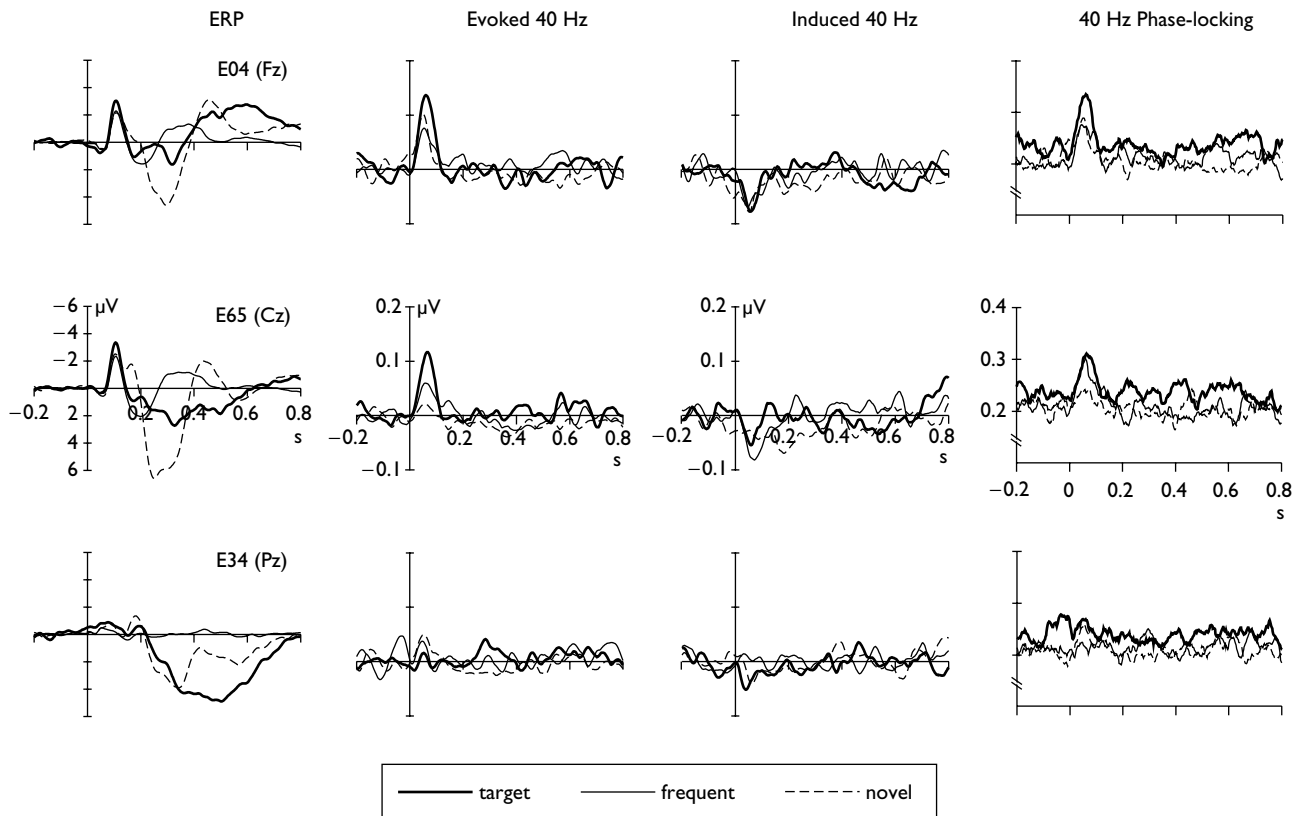 ERP Evoked 40 Hz Induced 40 Hz 40 Hz Phase-locking
E04 (Fz)
E65 (Cz)
−6 µV
−4
−2
2
4
6
−0.2 0.2 0.4 0.6 0.8
s
0.2 µV
0.1
−0.1
−0.2 0.2 0.4 0.6 0.8
s
0.2 µV
0.1
−0.1
−0.2 0.2 0.4 0.6 0.8
s
0.4
0.3
0.2
−0.2 0 0.2 0.4 0.6 0.8
s
E34 (Pz)
target frequent novel